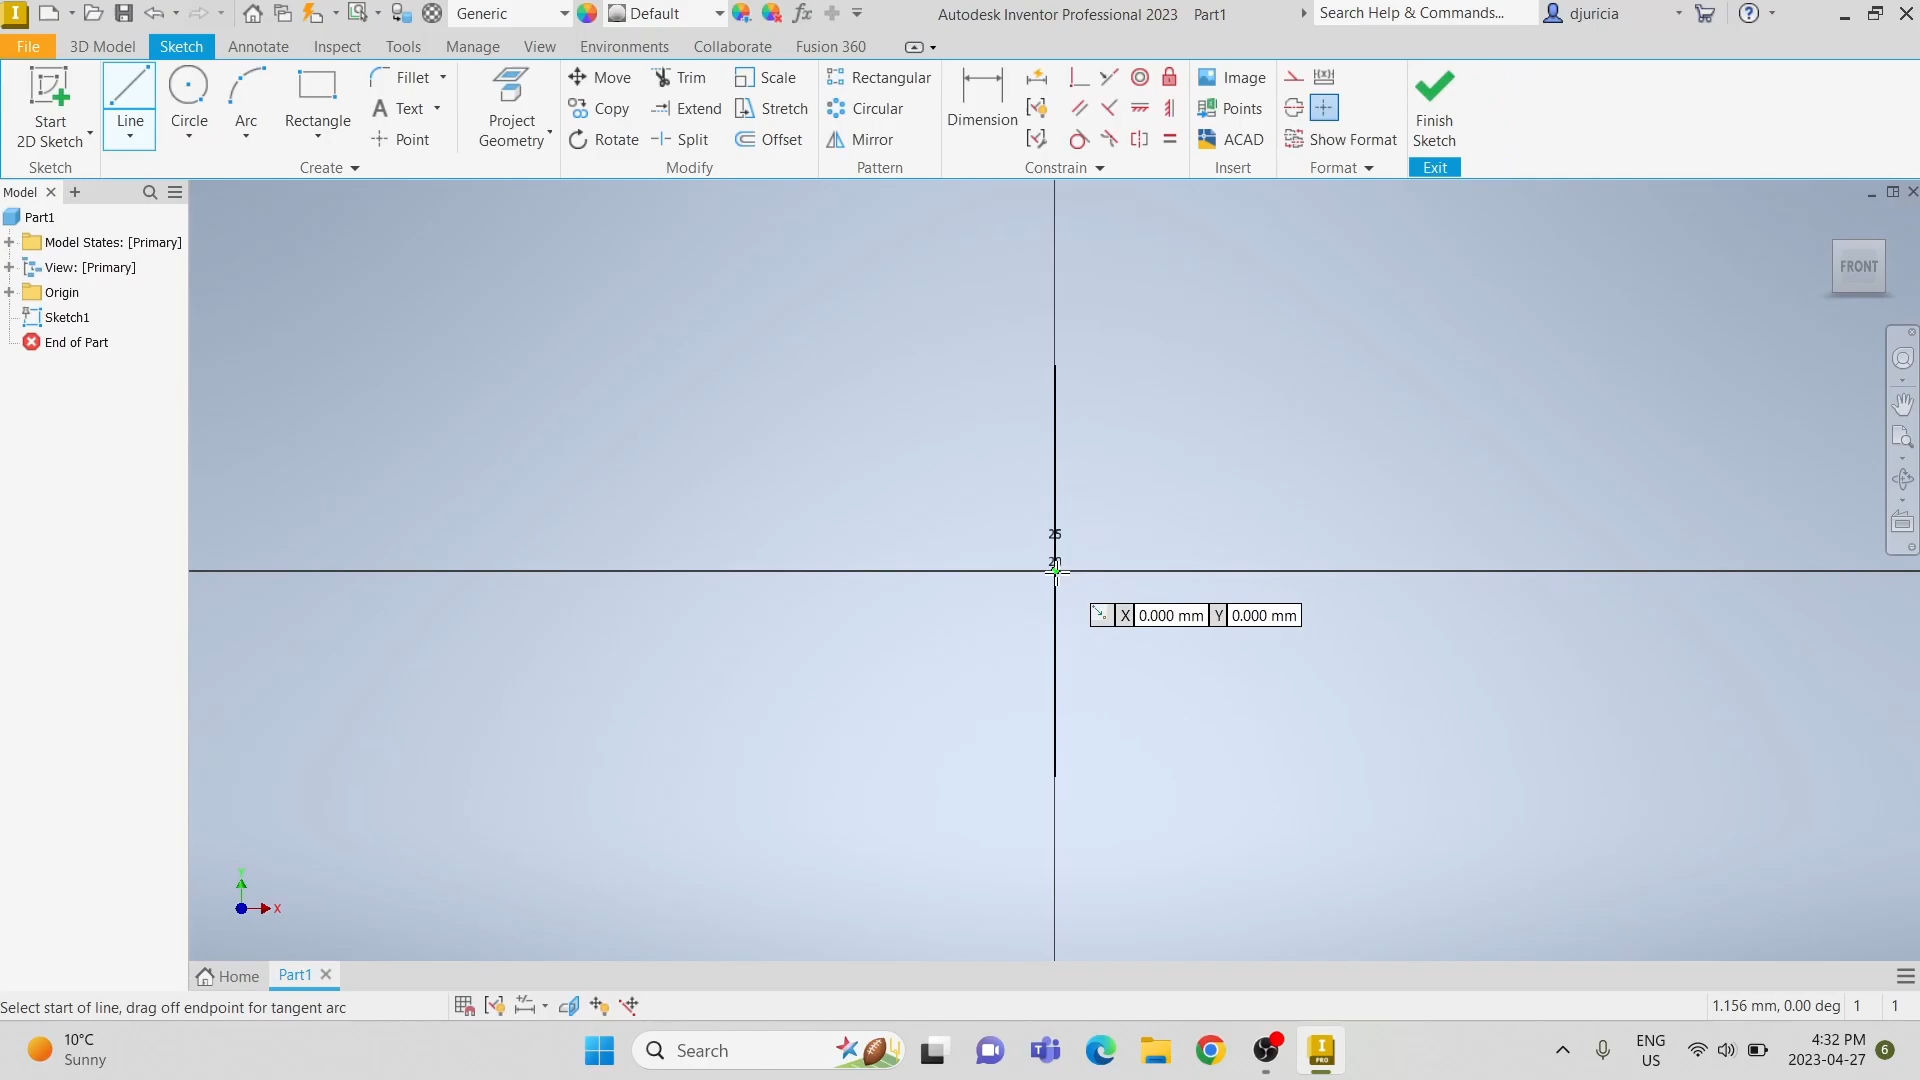 Generic
Default
Autodesk Inventor Professional 2023 Part1
Search Help & Commands...
djuricia
File 3D Model Sketch Annotate Inspect Tools Manage View Environments Collaborate Fusion 360
Start
2D Sketch
Line
Circle
Arc
Rectangle
Fillet
Text
Point
Project
Geometry
Move
Copy
Rotate
Trim
Extend
Split
Scale
Stretch
Offset
Rectangular
Circular
Mirror
Dimension
Image
Points
ACAD
Show Format
Finish
Sketch
Sketch Create Modify Pattern Constrain Insert Format Exit
Model
Part1
Model States: [Primary]
View: [Primary]
Origin
Sketch1
End of Part
FRONT
X 0.000 mm Y 0.000 mm
Y
X
Home Part1
Select start of line, drag off endpoint for tangent arc
1.156 mm, 0.00 deg 1 1
10°C
Sunny
Search
PRO
ENG
US
4:32 PM
2023-04-27
6